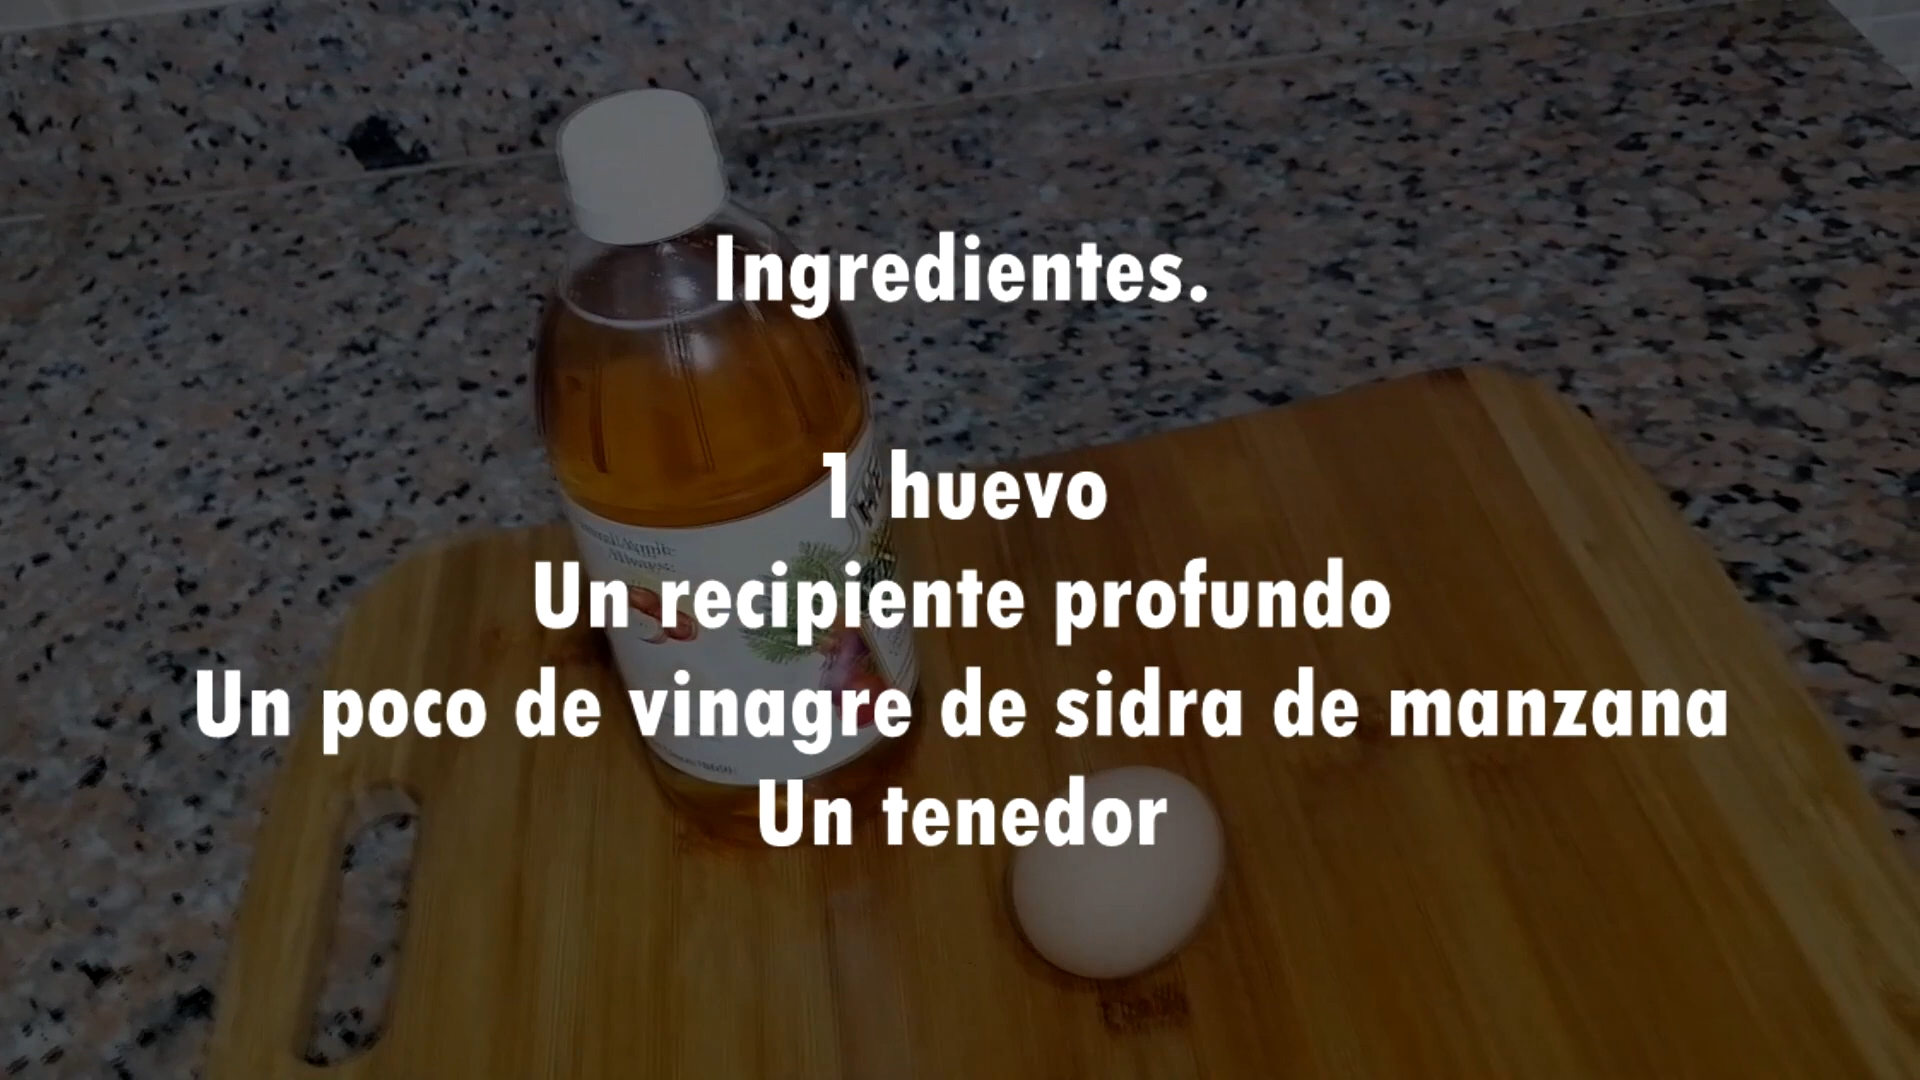 Ingredientes.
1 huevo
Un recipiente profundo
Un poco de vinagre de sidra de manzana
Un tenedor